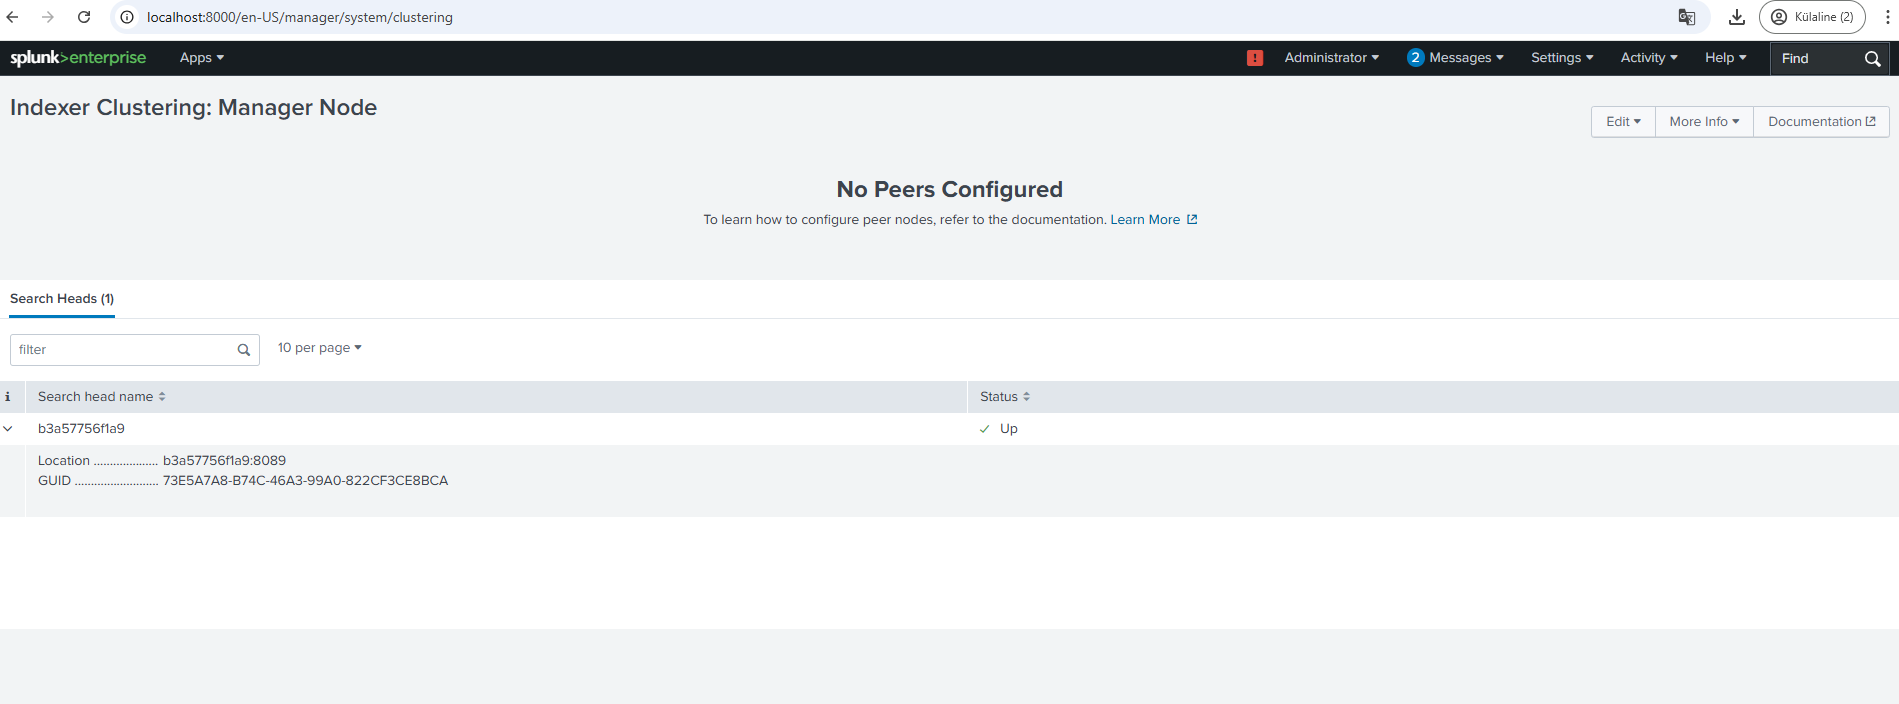 localhost:8000/en-US/manager/system/clustering
Külaline (2)
splunk>enterprise Apps Administrator 2 Messages Settings Activity Help Find
Indexer Clustering: Manager Node
Edit More Info Documentation
No Peers Configured
To learn how to configure peer nodes, refer to the documentation. Learn More
Search Heads (1)
filter 10 per page
i Search head name Status
b3a57756f1a9 Up
Location .................... b3a57756f1a9:8089
GUID .......................... 73E5A7A8-B74C-46A3-99A0-822CF3CE8BCA